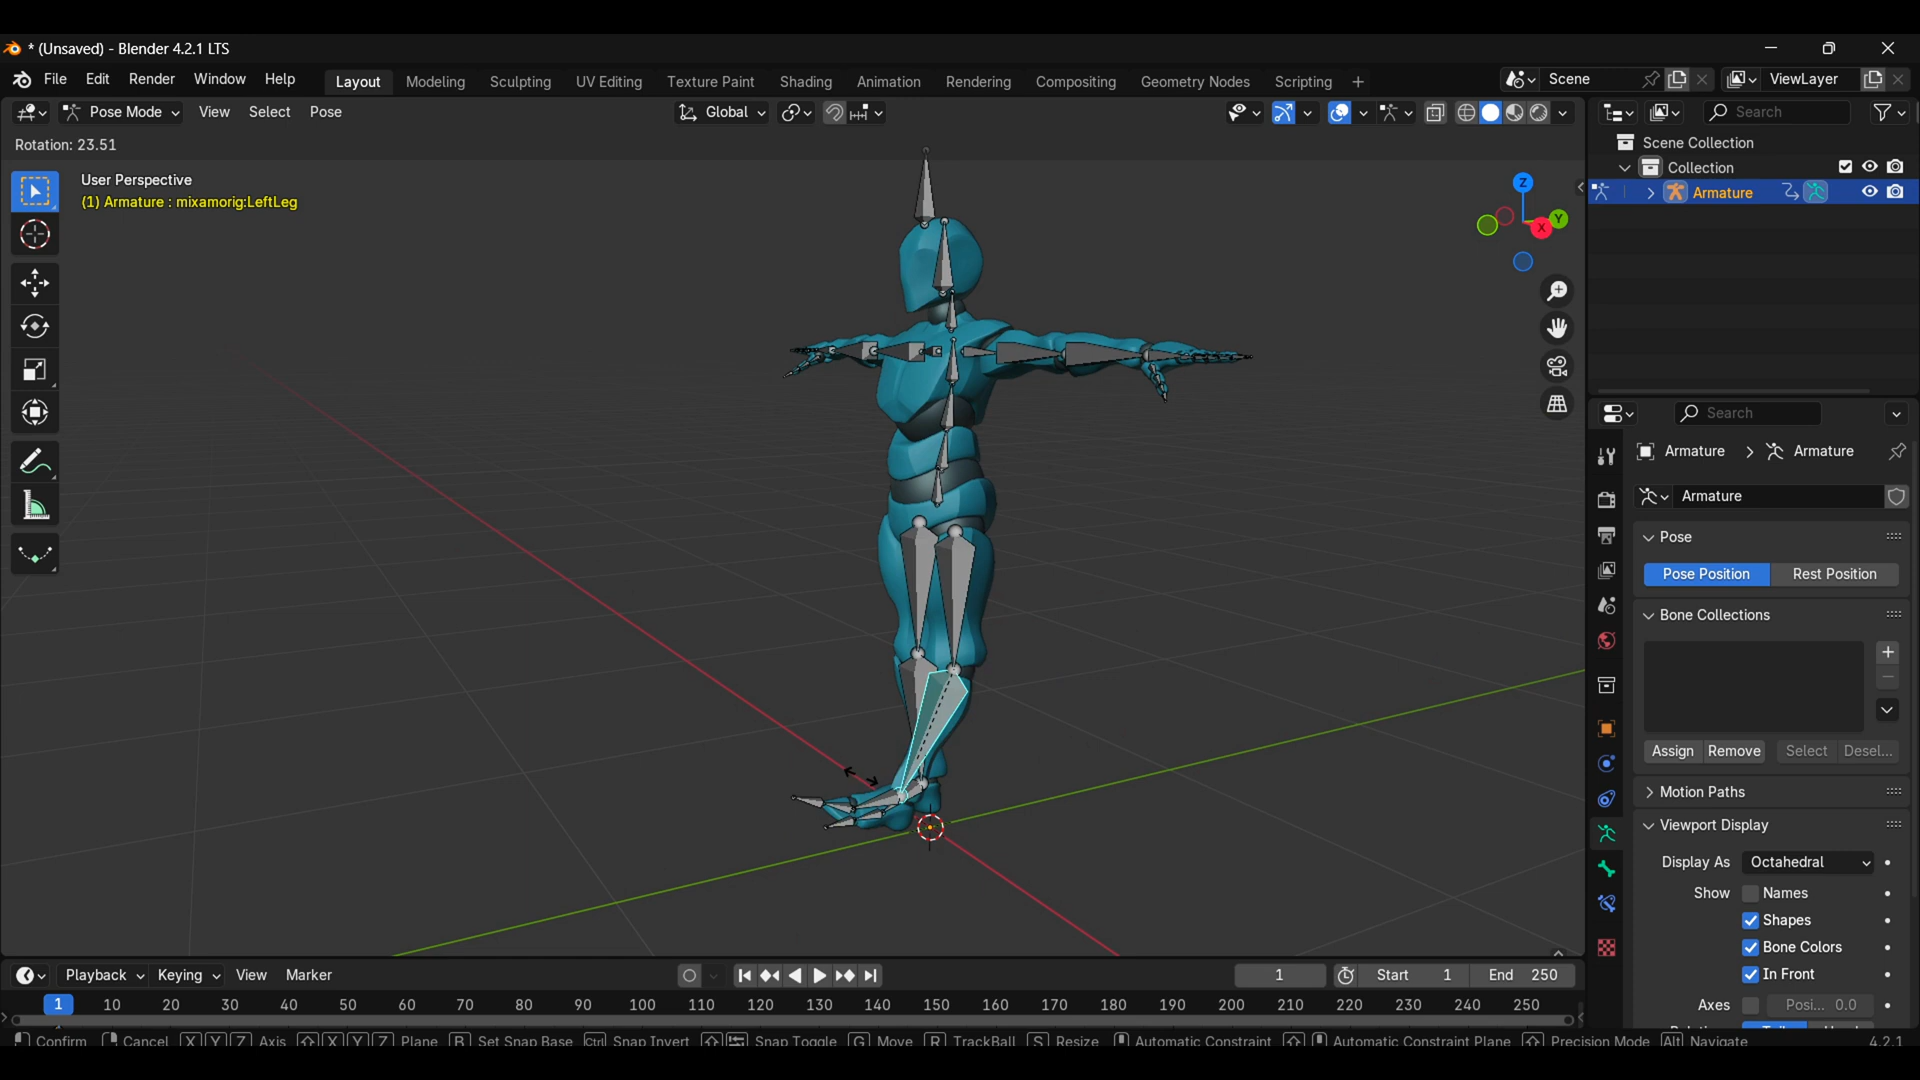 * (Unsaved) - Blender 4.2.1 LTS
File Edit Render Window Help Layout Modeling Sculpting UV Editing Texture Paint Shading Animation Rendering Compositing Geometry Nodes Scripting + Scene ViewLayer
Pose Mode View Select Pose Global Search
Rotation: 23.51
User Perspective
(1) Armature : mixamorig:LeftLeg
Z
Y
X
Scene Collection
Collection
Armature
Search
Armature > Armature
Armature
Pose
Pose Position Rest Position
Bone Collections
Assign Remove Select Desel...
Motion Paths
Viewport Display
Display As Octahedral
Show Names
Shapes
Bone Colors
In Front
Axes Posi... 0.0
Playback Keying View Marker 1 Start 1 End 250
1 10 20 30 40 50 60 70 80 90 100 110 120 130 140 150 160 170 180 190 200 210 220 230 240 250
Confirm Cancel X Y Z Axis X Y Z Plane B Set Snap Base Ctrl Snap Invert Snap Toggle G Move R TrackBall S Resize Automatic Constraint Automatic Constraint Plane Precision Mode Alt Navigate 4.2.1